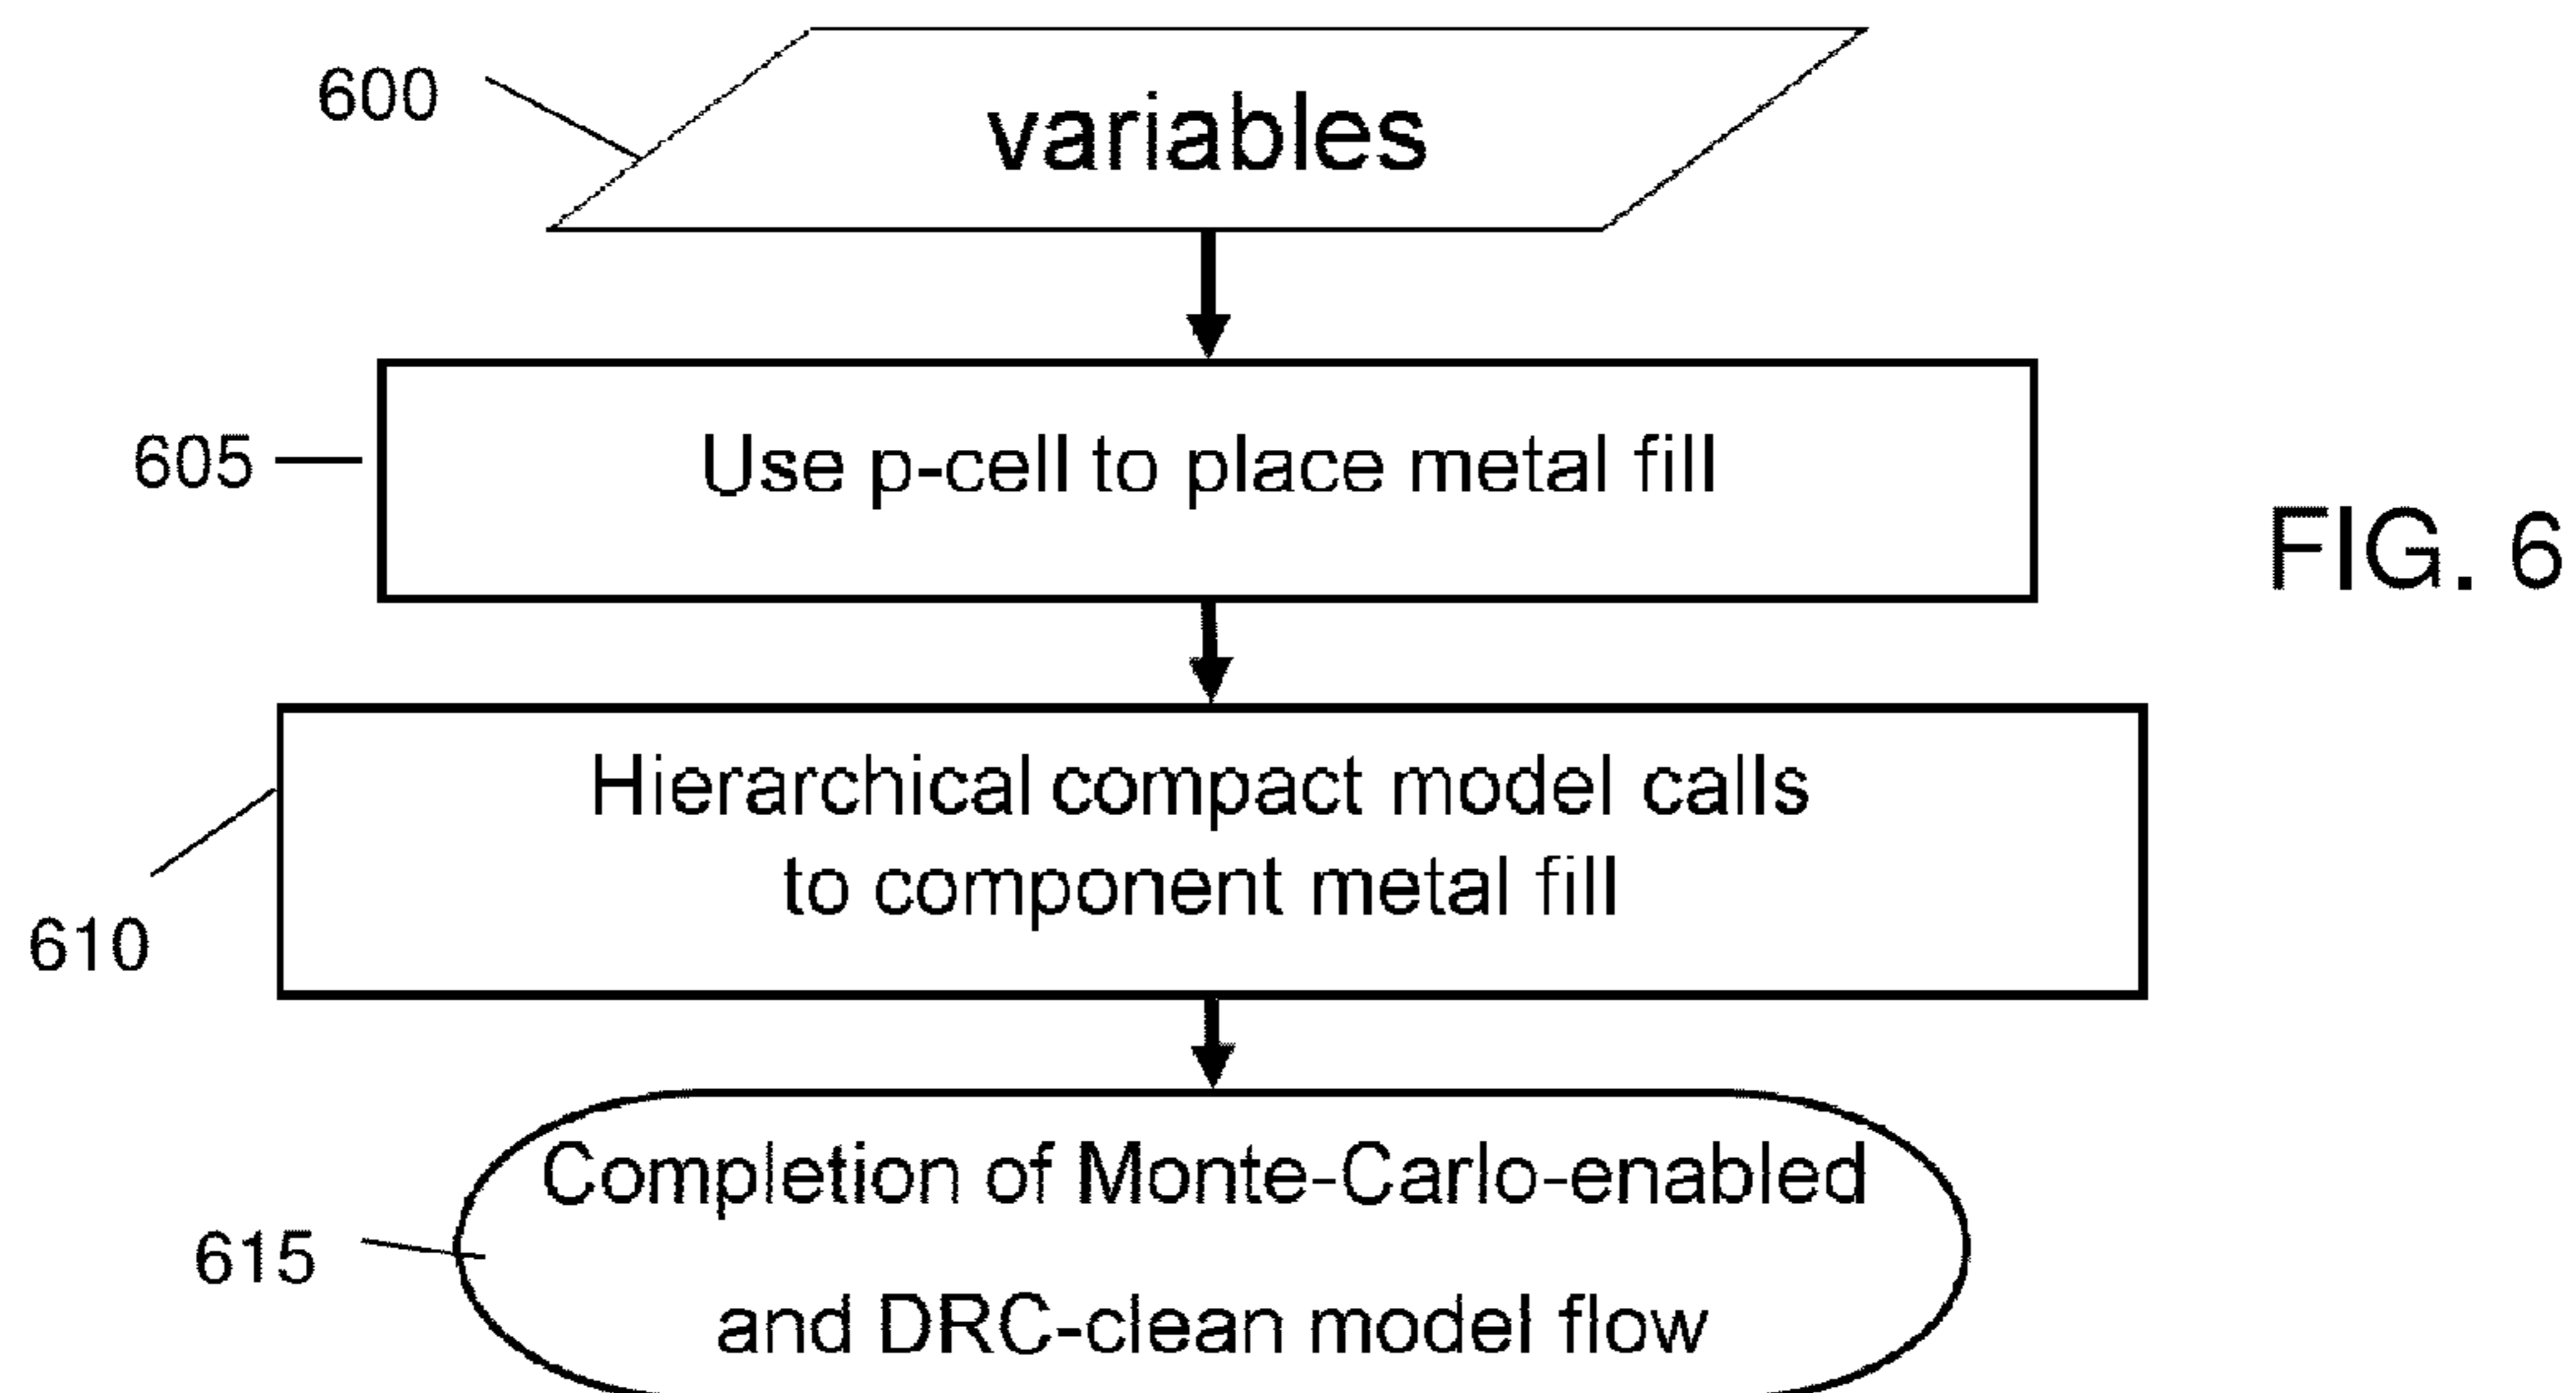 600
variables
605
Use p-cell to place metal fill
FIG. 6
Hierarchical compact model calls
to component metal fill
610
Completion of Monte-Carlo-enabled
615
and DRC-clean model flow